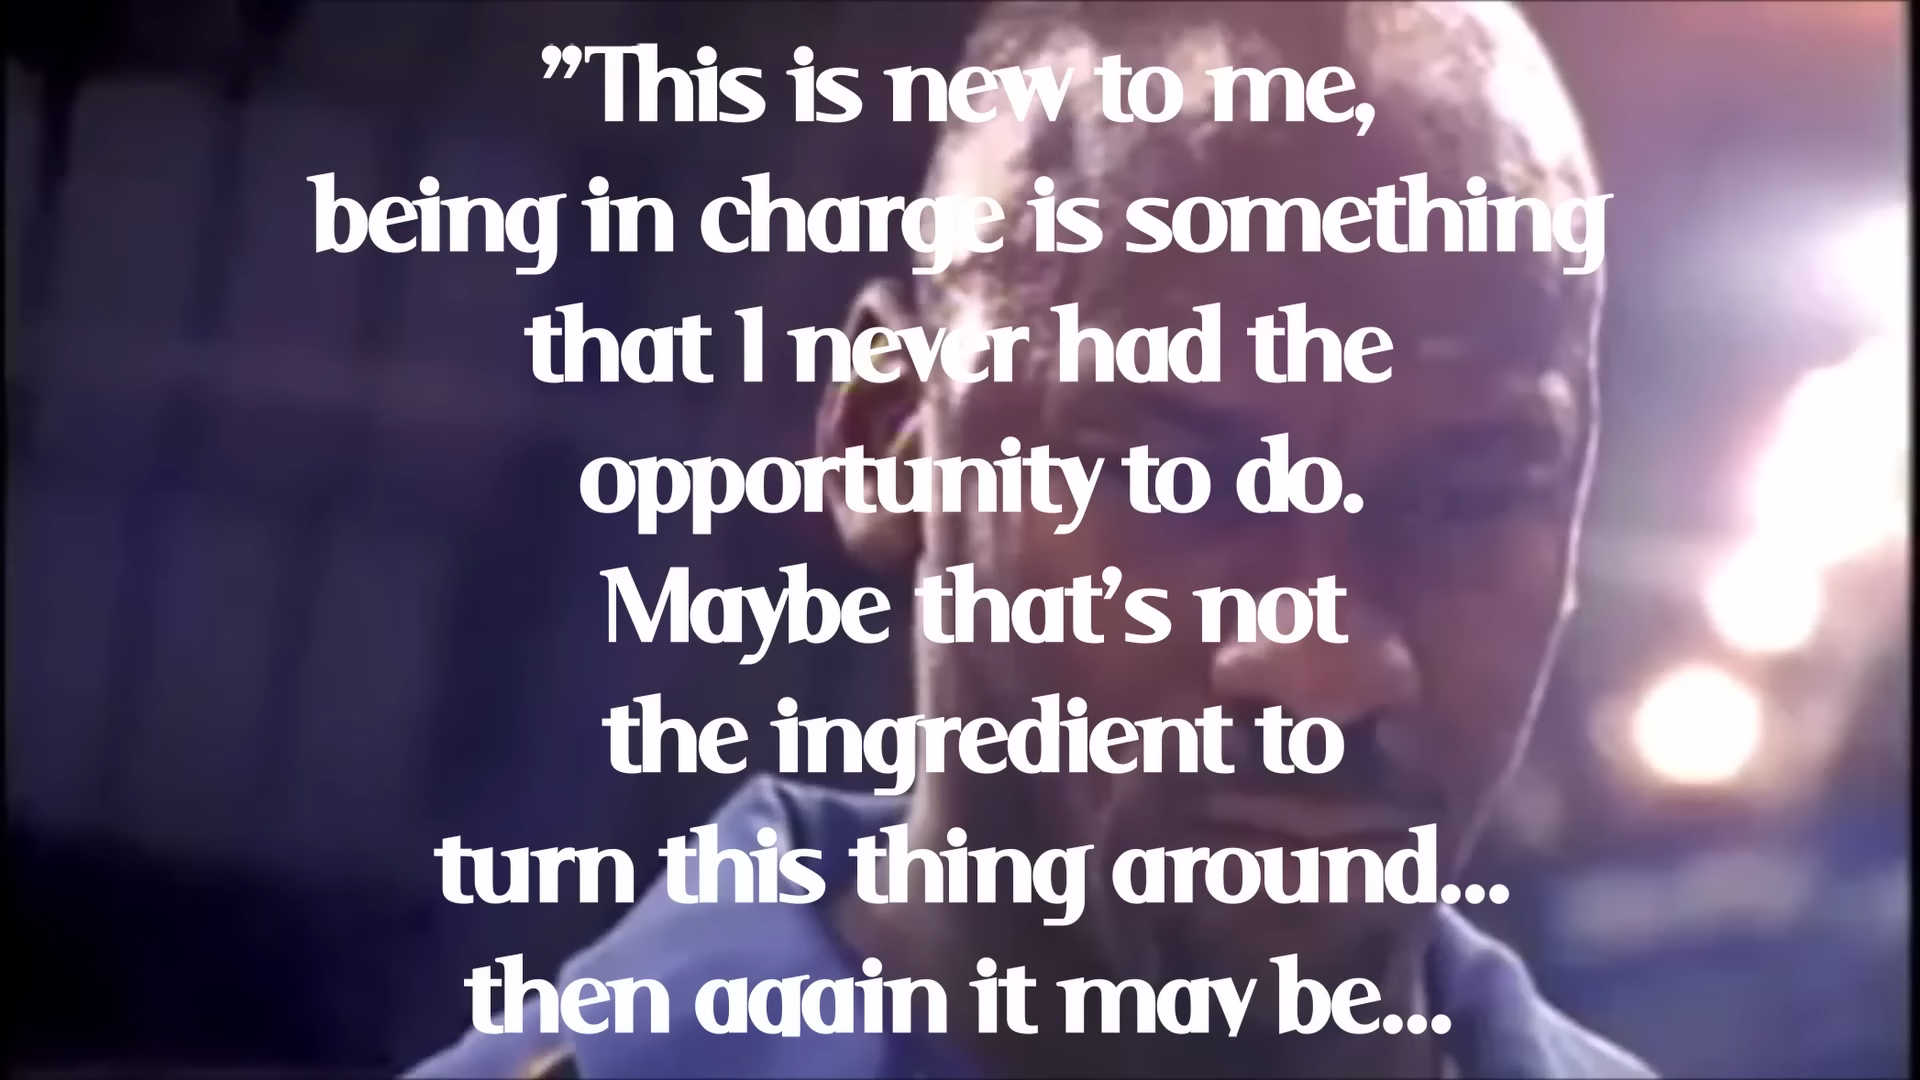 ”This is new to me,
being in charge is something
that I never had the
opportunity to do.
Maybe that’s not
the ingredient to
turn this thing around...
then again it may be...